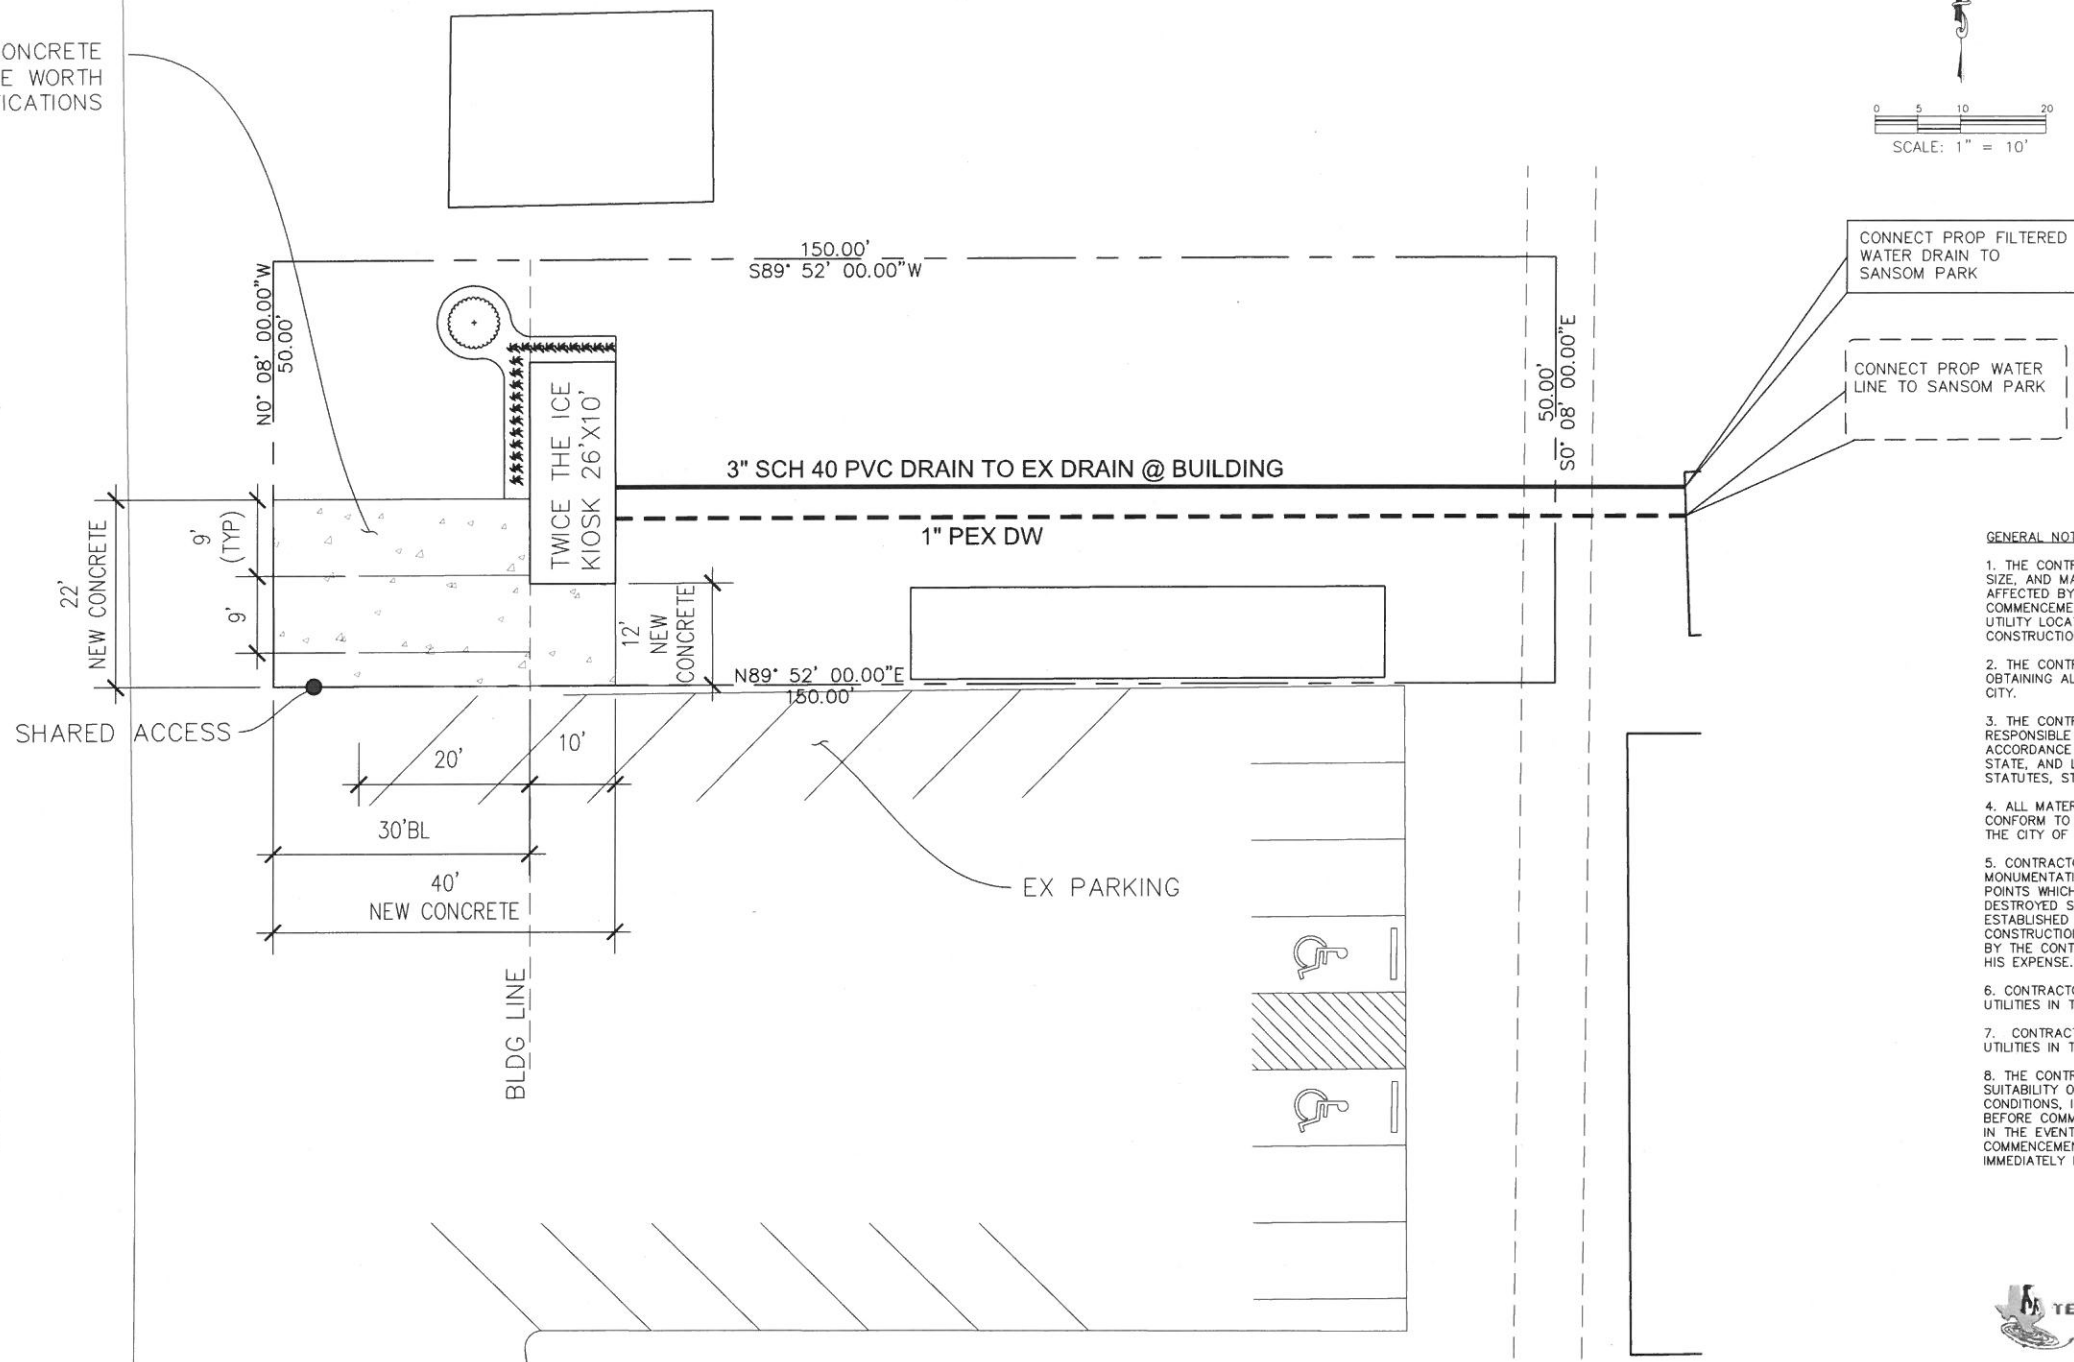 ONCRETE
E WORTH
ICATIONS
0 5 10 20
SCALE: 1" = 10'
150.00'
S89° 52' 00.00"W
N0° 08' 00.00"W
50.00'
50.00'
S0° 08' 00.00"E
CONNECT PROP FILTERED
WATER DRAIN TO
SANSOM PARK
CONNECT PROP WATER
LINE TO SANSOM PARK
TWICE THE ICE
KIOSK 26'X10'
3" SCH 40 PVC DRAIN TO EX DRAIN @ BUILDING
1" PEX DW
22'
NEW CONCRETE
9'
(TYP)
9'
12'
NEW
CONCRETE
N89° 52' 00.00"E
150.00'
SHARED ACCESS
20'
10'
30'BL
40'
NEW CONCRETE
EX PARKING
BLDG LINE
GENERAL NOT
1. THE CONTR
SIZE, AND MA
AFFECTED BY
COMMENCEME
UTILITY LOCA
CONSTRUCTIO
2. THE CONTR
OBTAINING AL
CITY.
3. THE CONTR
RESPONSIBLE
ACCORDANCE
STATE, AND L
STATUTES, ST
4. ALL MATER
CONFORM TO
THE CITY OF
5. CONTRACTO
MONUMENTATI
POINTS WHICH
DESTROYED S
ESTABLISHED
CONSTRUCTION
BY THE CONT
HIS EXPENSE.
6. CONTRACTO
UTILITIES IN T
7. CONTRACT
UTILITIES IN T
8. THE CONTR
SUITABILITY O
CONDITIONS, I
BEFORE COMM
IN THE EVENT
COMMENCEMEN
IMMEDIATELY
TE